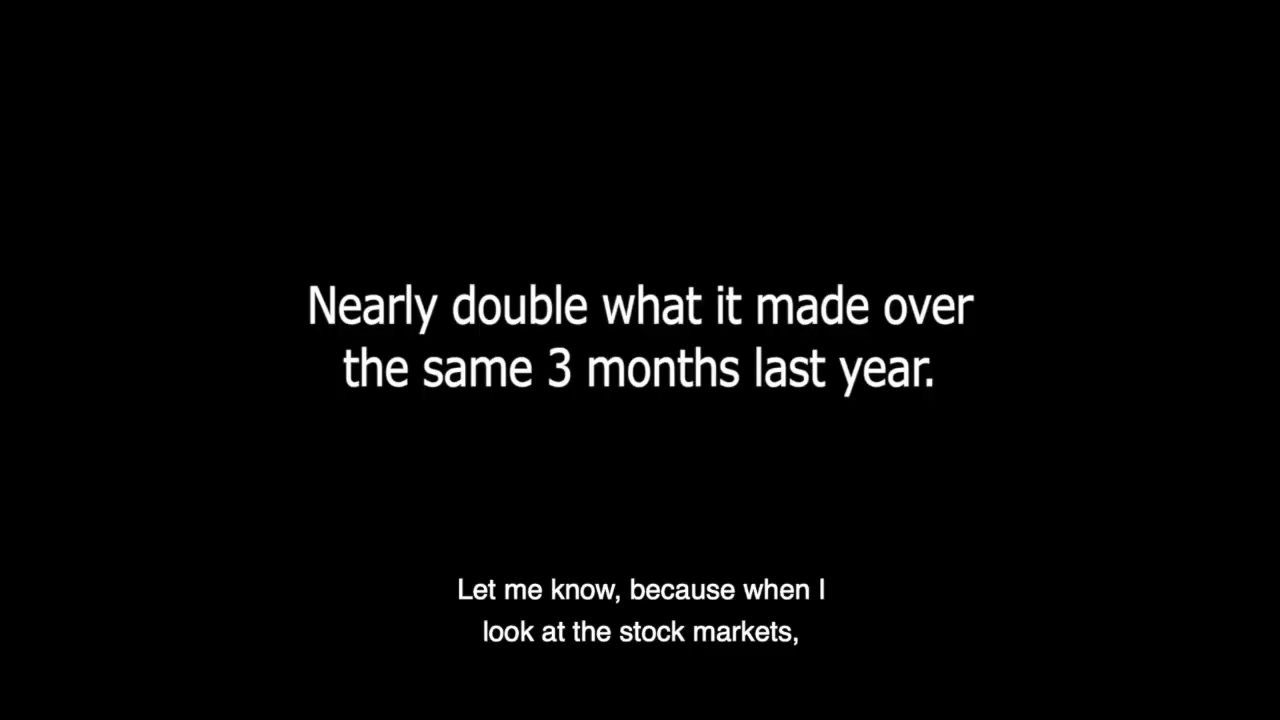 Nearly double what it made over
the same 3 months last year.
Let me know, because when I
look at the stock markets,